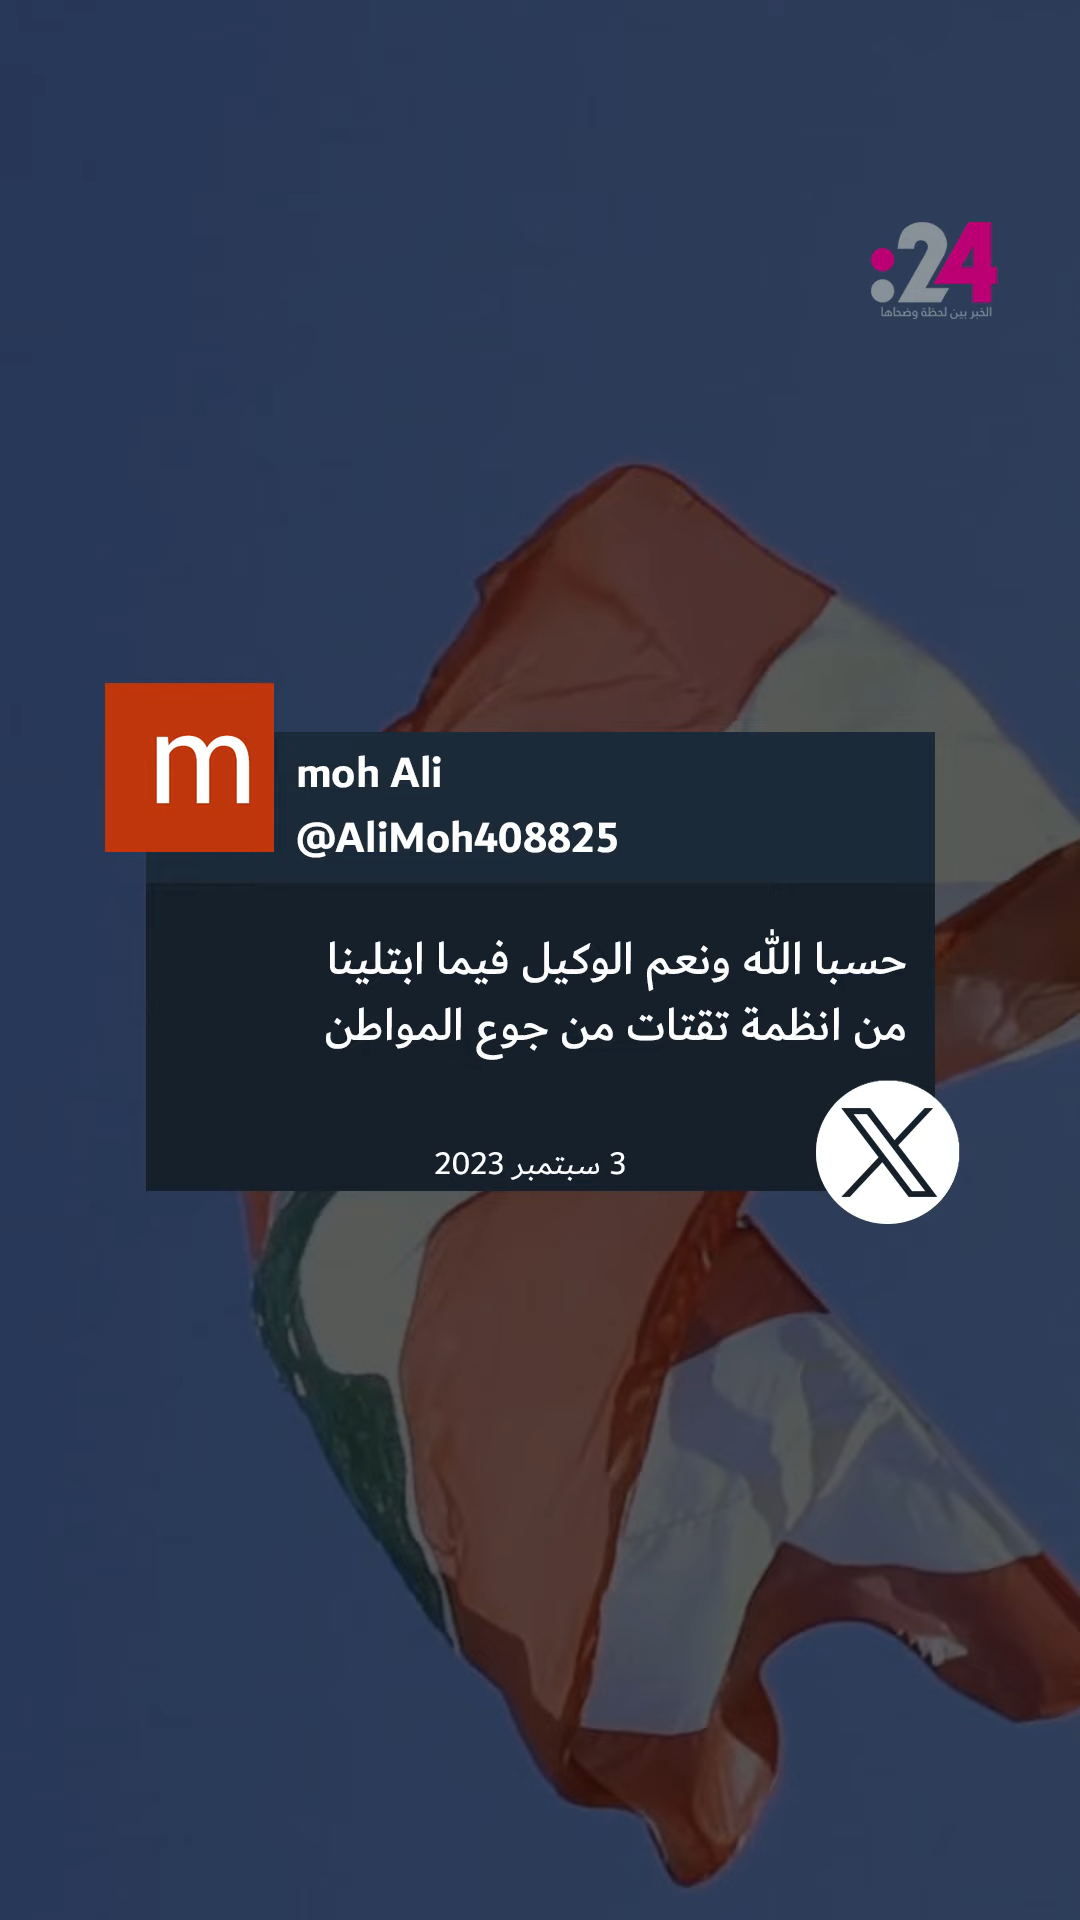 :24
الخبر بين لحظة وضحاها
m
moh Ali
@AliMoh408825
حسبا الله ونعم الوكيل فيما ابتلينا
من انظمة تقتات من جوع المواطن
3 سبتمبر 2023